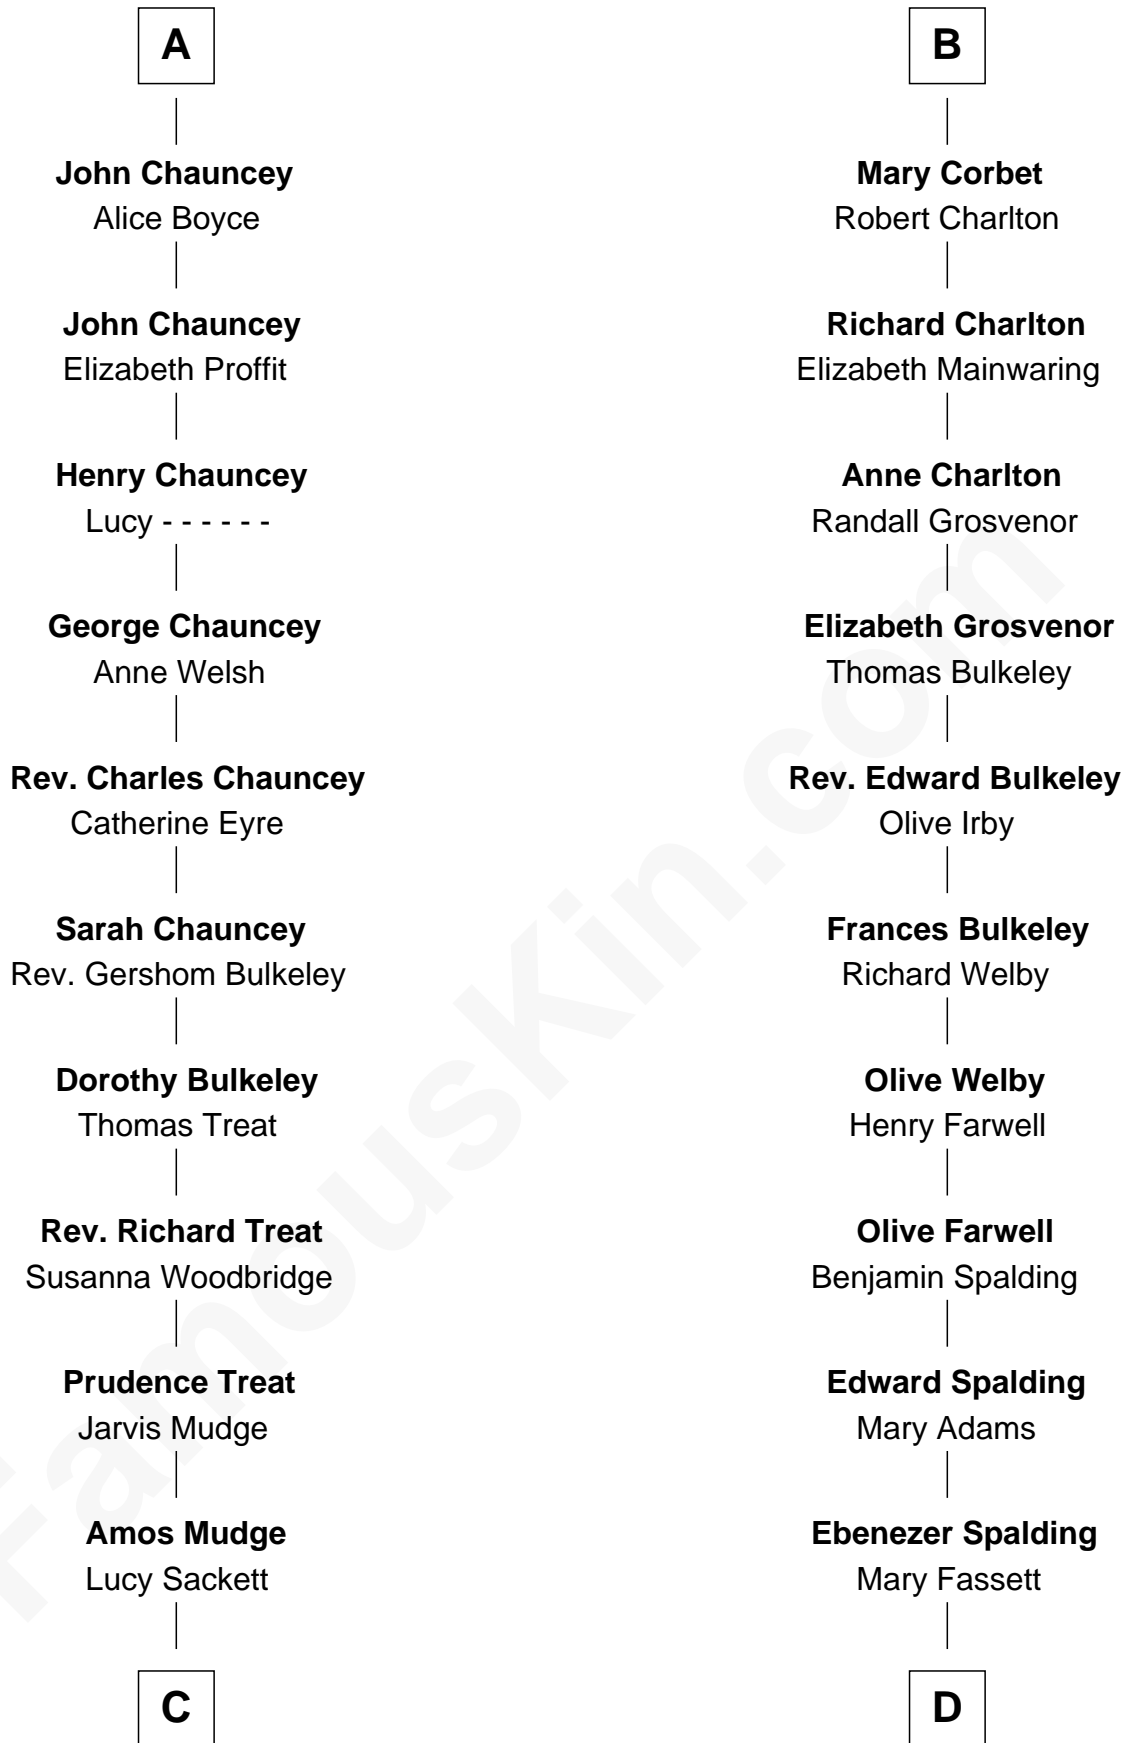 A
John Chauncey
Alice Boyce
John Chauncey
Elizabeth Proffit
Henry Chauncey
Lucy - - - - - -
George Chauncey
Anne Welsh
Rev. Charles Chauncey
Catherine Eyre
Sarah Chauncey
Rev. Gershom Bulkeley
Dorothy Bulkeley
Thomas Treat
Rev. Richard Treat
Susanna Woodbridge
Prudence Treat
Jarvis Mudge
Amos Mudge
Lucy Sackett
C
B
Mary Corbet
Robert Charlton
Richard Charlton
Elizabeth Mainwaring
Anne Charlton
Randall Grosvenor
Elizabeth Grosvenor
Thomas Bulkeley
Rev. Edward Bulkeley
Olive Irby
Frances Bulkeley
Richard Welby
Olive Welby
Henry Farwell
Olive Farwell
Benjamin Spalding
Edward Spalding
Mary Adams
Ebenezer Spalding
Mary Fassett
D
FamousKin.com